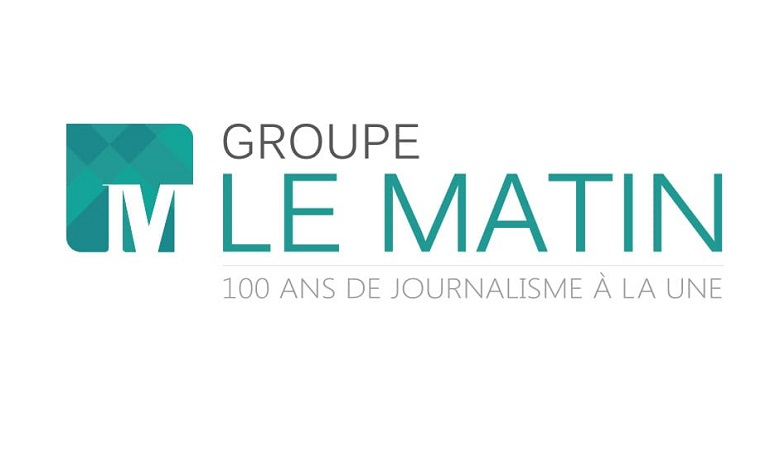 M
GROUPE
LE MATIN
100 ANS DE JOURNALISME À LA UNE